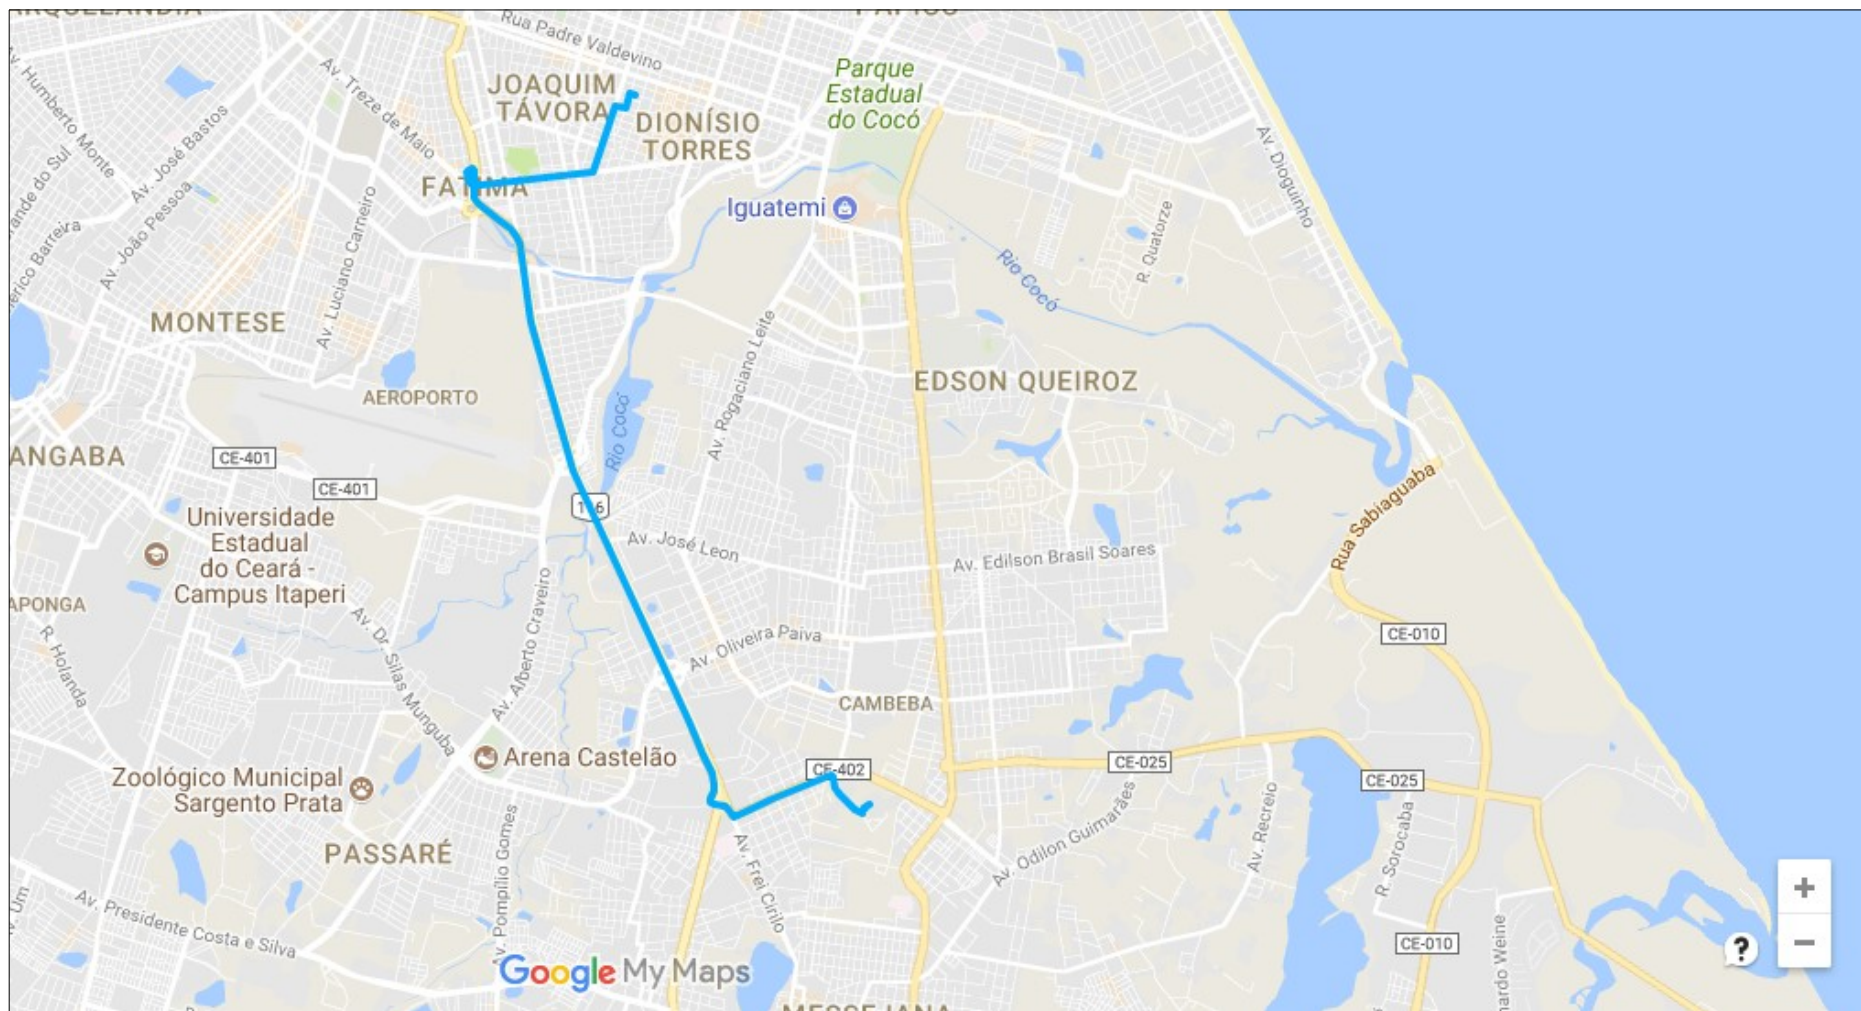 Rua Padre Valdevino
Av. Humberto Monte
Av. Treze de Maio
JOAQUIM
TÁVORA
Parque
Estadual
do Cocó
DIONÍSIO
TORRES
Av. José Bastos
Av. Dioguinho
FATIMA
Av. João Pessoa
Iguatemi
R. Quatorze
Av. Luciano Carneiro
Rio Cocó
MONTESE
Av. Rogaciano Leite
EDSON QUEIROZ
AEROPORTO
Rio Cocó
ANGABA
CE-401
CE-401
Rua Sabiaguaba
Universidade
Estadual
do Ceará -
Campus Itaperi
Av. José Leon
Av. Edilson Brasil Soares
APONGA
R. Holanda
Av. Dr. Silas Munguba
Av. Alberto Craveiro
Av. Oliveira Paiva
CE-010
CAMBEBA
Arena Castelão
CE-402
CE-025
CE-025
Zoológico Municipal
Sargento Prata
PASSARÉ
Av. Pompílio Gomes
Av. Frei Cirilo
Av. Odilon Guimarães
Av. Recreio
R. Sorocaba
Av. Presidente Costa e Silva
CE-010
Google My Maps
?
+
−